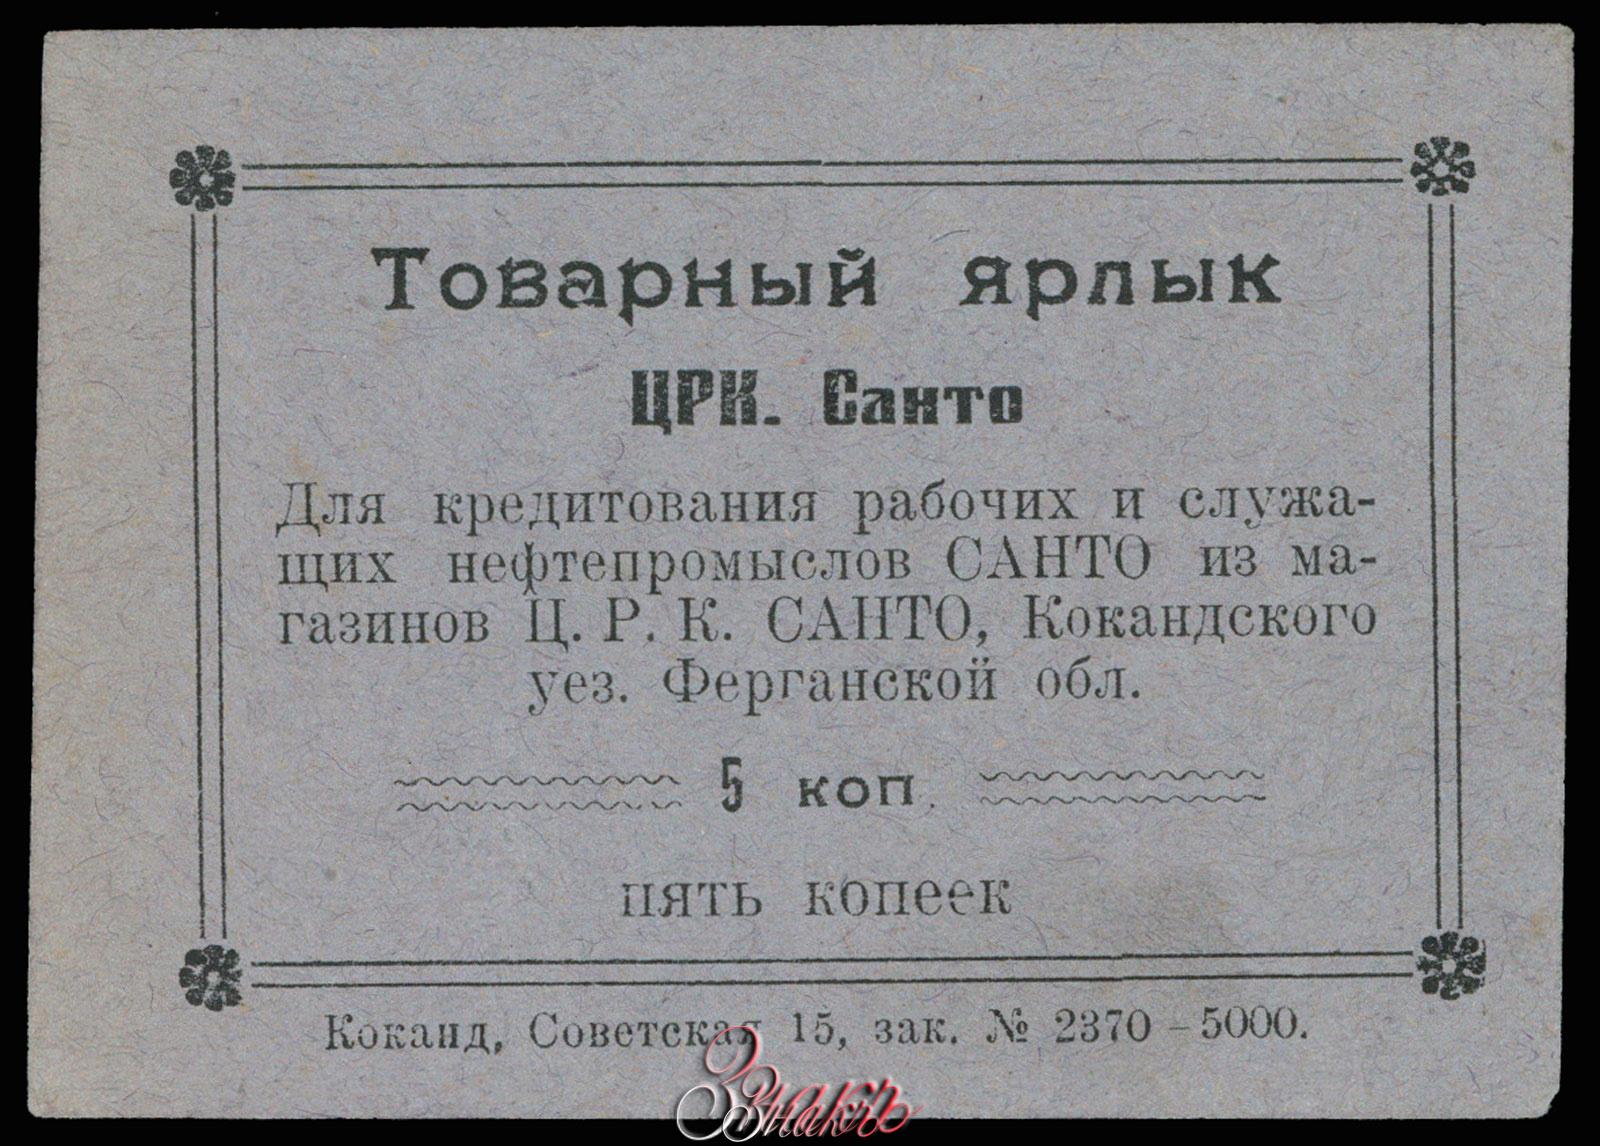 Товарный ярлык
ЦРК. Санто
Для кредитования рабочих и служа-
щих нефтепромыслов САНТО из ма-
газинов Ц. Р. К. САНТО, Кокандского
уез. Ферганской обл.
5 коп.
пять копеек
Коканд, Советская 15, зак. № 2370 – 5000.
Знакъ